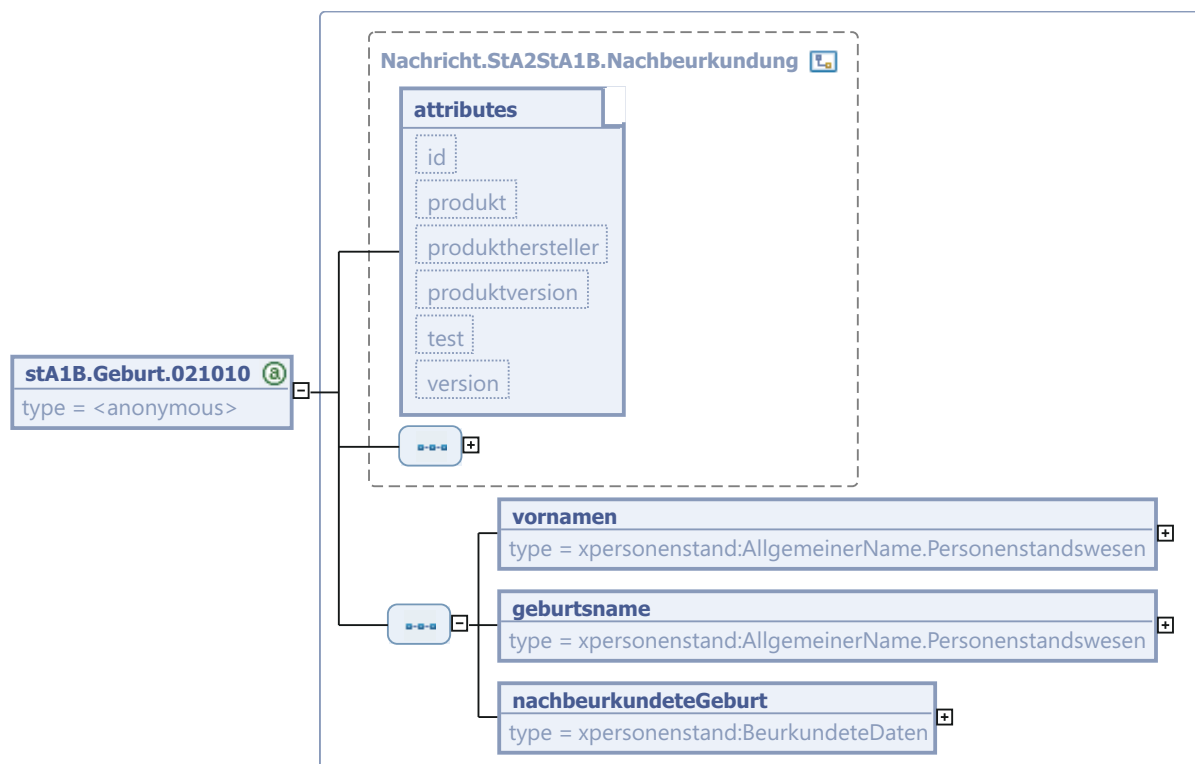 Nachricht.StA2StA1B.Nachbeurkundung
attributes
id
produkt
produkthersteller
produktversion
test
version
stA1B.Geburt.021010 a
type = <anonymous>
vornamen
type = xpersonenstand:AllgemeinerName.Personenstandswesen
geburtsname
type = xpersonenstand:AllgemeinerName.Personenstandswesen
nachbeurkundeteGeburt
type = xpersonenstand:BeurkundeteDaten